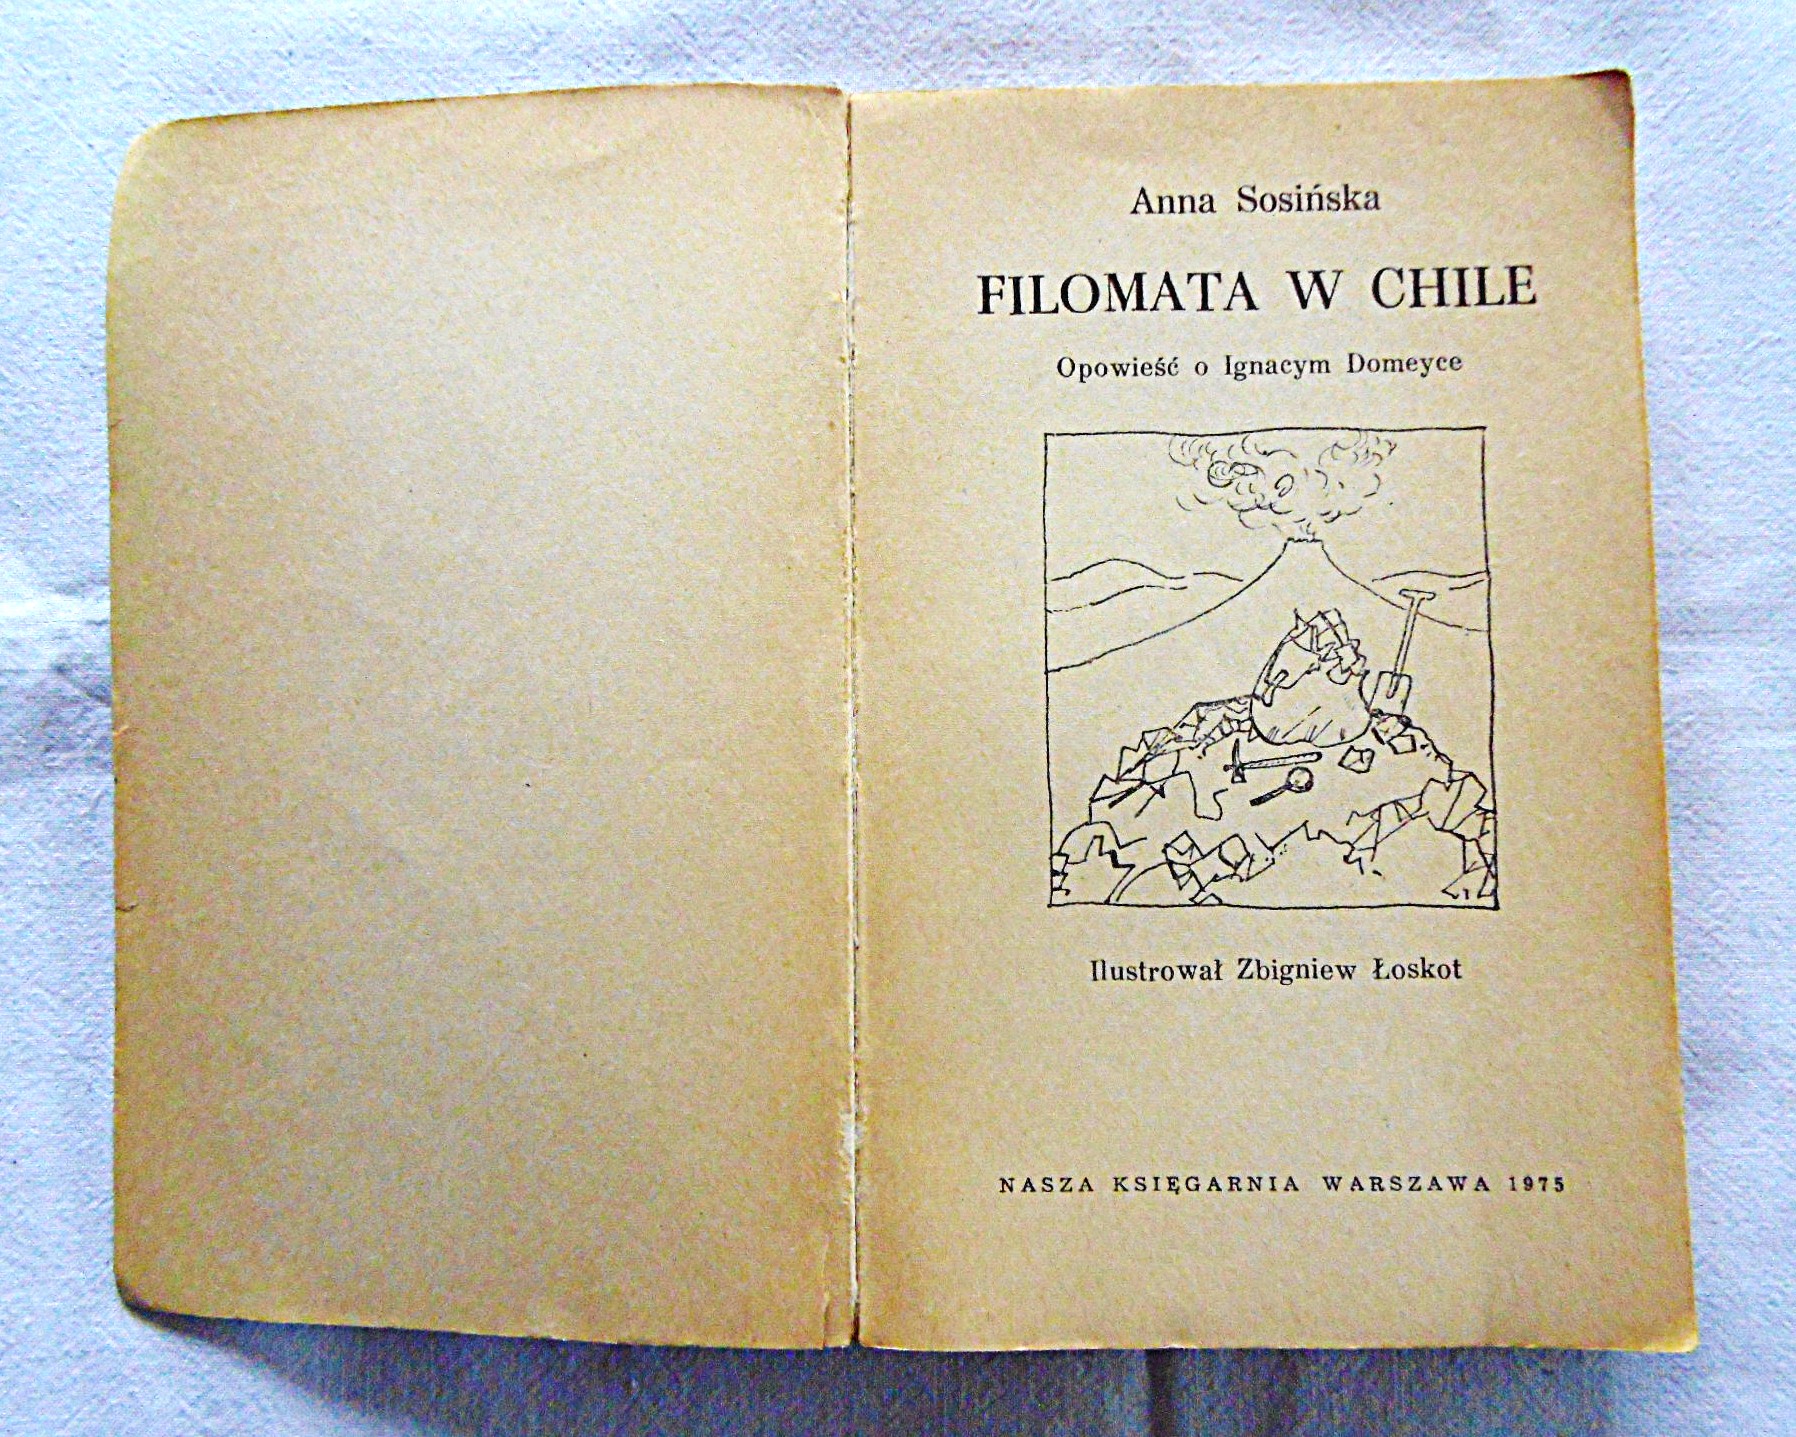 Anna Sosińska
FILOMATA W CHILE
Opowieść o Ignacym Domeyce
Ilustrował Zbigniew Łoskot
NASZA KSIĘGARNIA WARSZAWA 1975